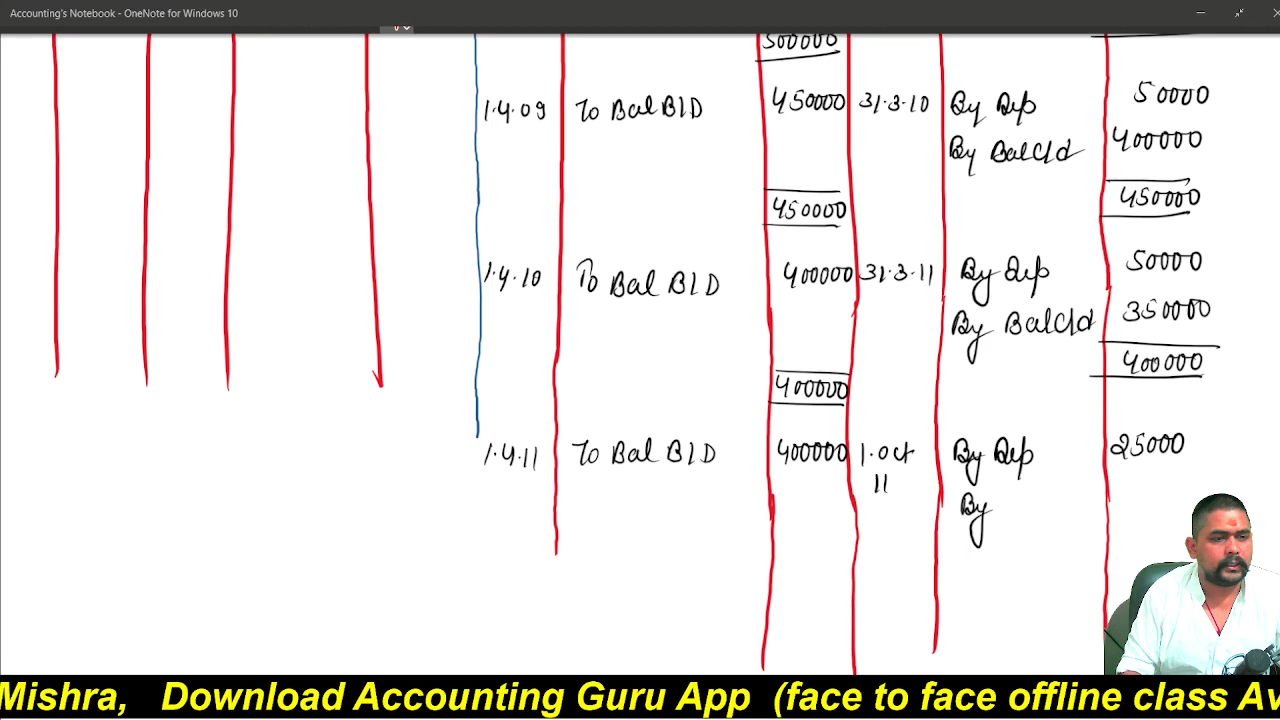 Accounting's Notebook - OneNote for Windows 10
500000
1.4.09 To Bal B/D 450000 31.3.10 By Dep 50000
By Bal C/d 400000
450000 450000
1.4.10 To Bal B/D 400000 31.3.11 By Dep 50000
By Bal C/d 350000
400000
400000
1.4.11 To Bal B/D 400000 1.Oct By Dep 25000
11 By
Mishra, Download Accounting Guru App (face to face offline class Av